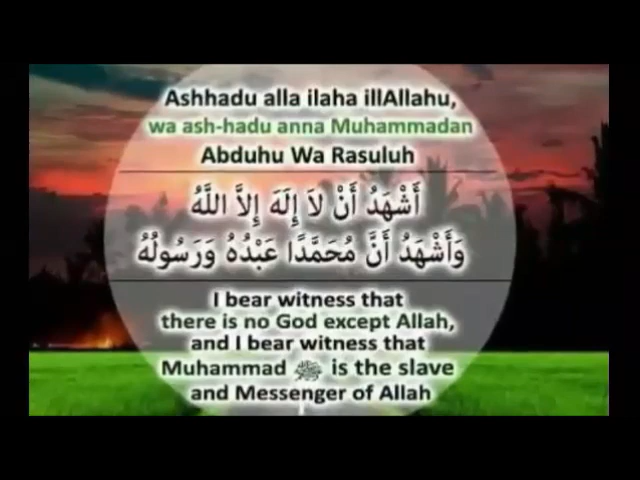 Ashhadu alla ilaha illAllahu,
wa ash-hadu anna Muhammadan
Abduhu Wa Rasuluh
أَشْهَدُ أَنْ لاَ إِلَهَ إِلاَّ اللَّهُ
وَأَشْهَدُ أَنَّ مُحَمَّدًا عَبْدُهُ وَرَسُولُهُ
I bear witness that
there is no God except Allah,
and I bear witness that
Muhammad ﷺ is the slave
and Messenger of Allah